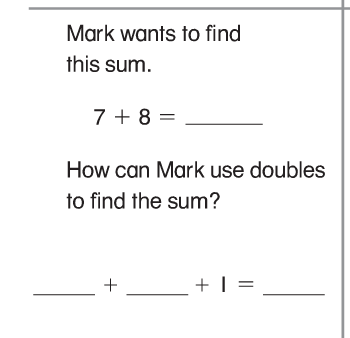 Mark wants to find
this sum.
7 + 8 = ______
How can Mark use doubles
to find the sum?
_____ + _____ + 1 = _____